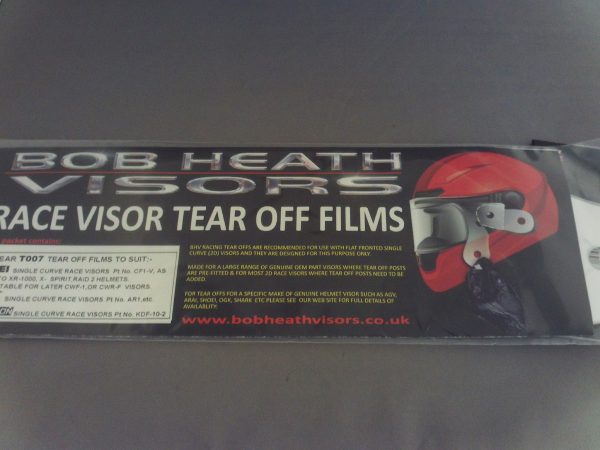 BOB HEATH
VISORS
RACE VISOR TEAR OFF FILMS
packet contains:
EAR T007 TEAR OFF FILMS TO SUIT:-
SINGLE CURVE RACE VISORS Pt No. CF1-V, AS
TO XR-1000, X- SPIRIT,RAID 2 HELMETS.
TABLE FOR LATER CWF-1,OR CWR-F VISORS.
SINGLE CURVE RACE VISORS Pt No. AR1,etc.
SINGLE CURVE RACE VISORS Pt No. KDF-10-2
BHV RACING TEAR OFFS ARE RECOMMENDED FOR USE WITH FLAT FRONTED SINGLE
CURVE (2D) VISORS AND THEY ARE DESIGNED FOR THIS PURPOSE ONLY
MADE FOR A LARGE RANGE OF GENUINE OEM PART VISORS WHERE TEAR OFF POSTS
ARE PRE FITTED & FOR MOST 2D RACE VISORS WHERE TEAR OFF POSTS NEED TO BE
ADDED.
FOR TEAR OFFS FOR A SPECIFIC MAKE OF GENUINE HELMET VISOR SUCH AS AGV,
ARAI, SHOEI, OGK, SHARK ETC PLEASE SEE OUR WEB SITE FOR FULL DETAILS OF
AVAILABLITY.
www.bobheathvisors.co.uk